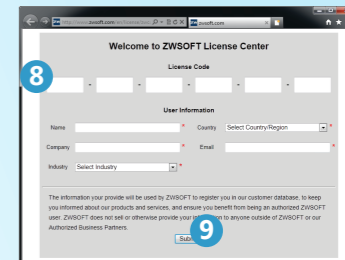 www.zwsoft.com
zwsoft.com
Welcome to ZWSOFT License Center
License Code
8
- - - - -
User Information
Name * Country Select Country/Region *
Company * Email *
Industry Select Industry *
The information your provide will be used by ZWSOFT to register you in our customer database, to keep
you informed about our products and services, and ensure you benefit from being an authorized ZWSOFT
user. ZWSOFT does not sell or otherwise provide your information to anyone outside of ZWSOFT or our
Authorized Business Partners.
9